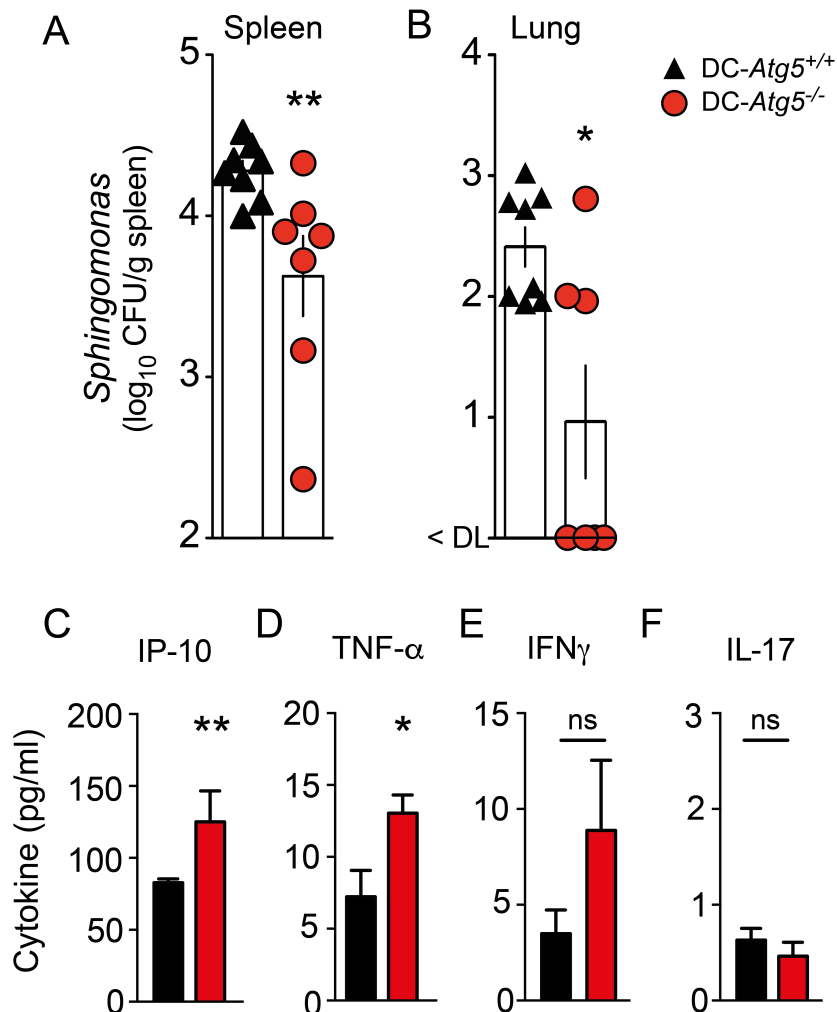 A
Spleen
B
Lung
DC-Atg5+/+
DC-Atg5-/-
Sphingomonas
(log10 CFU/g spleen)
5
4
3
2
**
4
3
2
1
< DL
*
C
IP-10
D
TNF-α
E
IFNγ
F
IL-17
Cytokine (pg/ml)
200
150
100
50
0
**
20
15
10
5
0
*
15
10
5
0
ns
3
2
1
0
ns